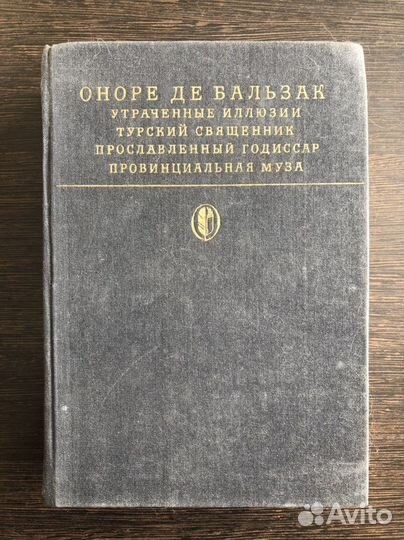 ОНОРЕ ДЕ БАЛЬЗАК
УТРАЧЕННЫЕ ИЛЛЮЗИИ
ТУРСКИЙ СВЯЩЕННИК
ПРОСЛАВЛЕННЫЙ ГОДИССАР
ПРОВИНЦИАЛЬНАЯ МУЗА
Avito